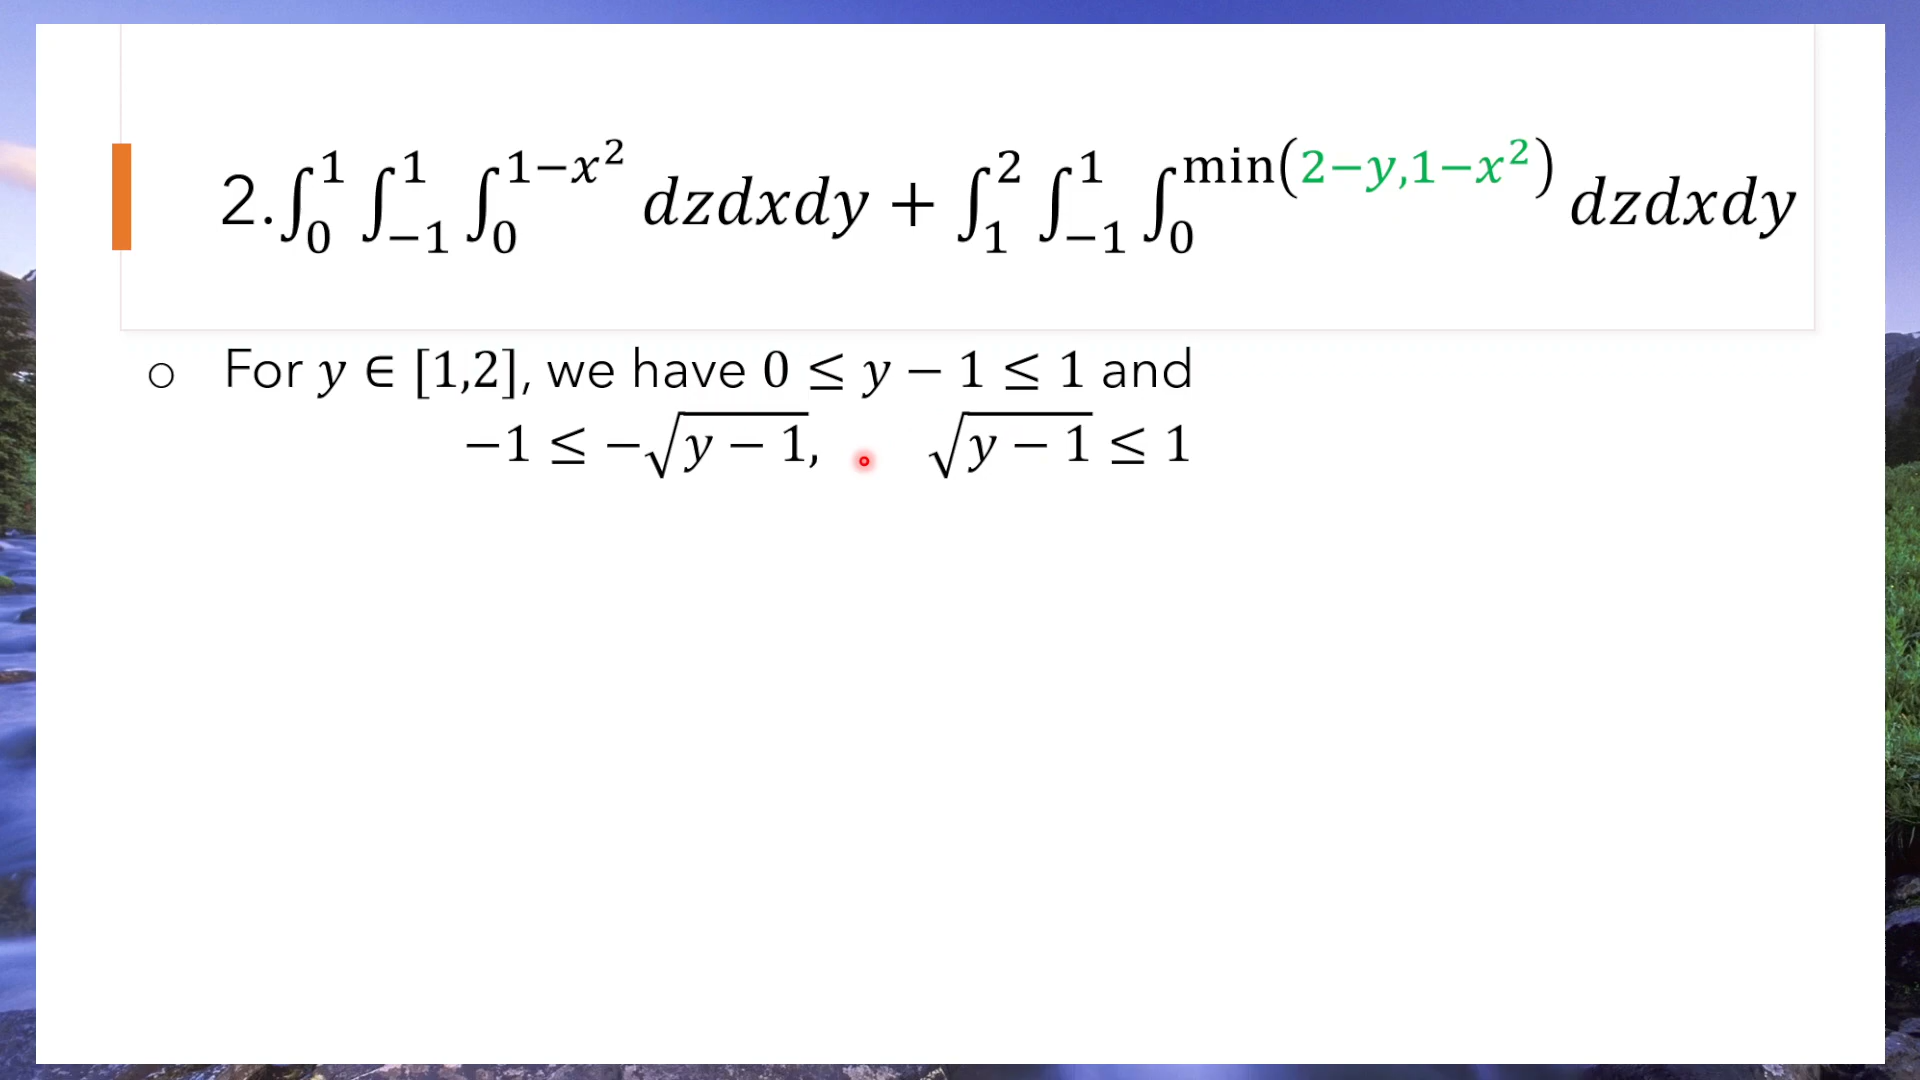 2. ∫₀¹ ∫₋₁¹ ∫₀^(1−x²) dzdxdy + ∫₁² ∫₋₁¹ ∫₀^(min(2−y,1−x²)) dzdxdy
○ For y ∈ [1,2], we have 0 ≤ y − 1 ≤ 1 and
−1 ≤ −√(y − 1), √(y − 1) ≤ 1